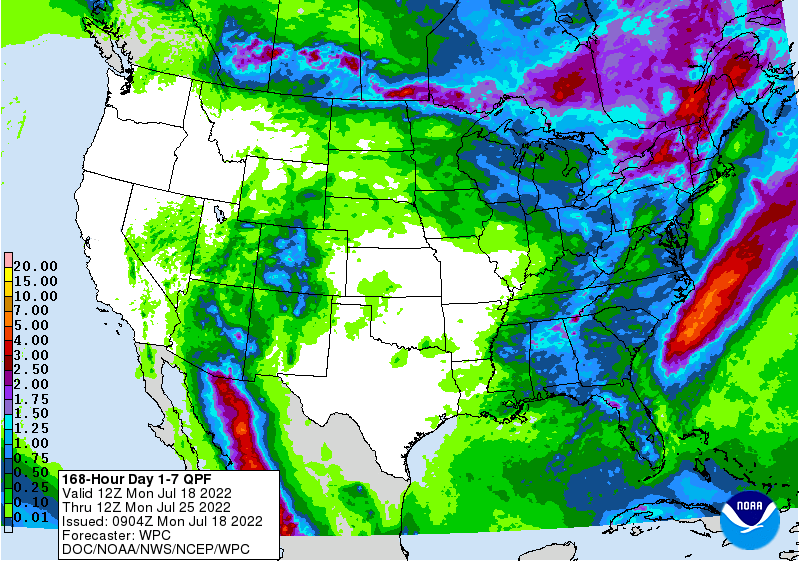 20.00
15.00
10.00
7.00
5.00
4.00
3.00
2.50
2.00
1.75
1.50
1.25
1.00
0.75
0.50
0.25
0.10
0.01
168-Hour Day 1-7 QPF
Valid 12Z Mon Jul 18 2022
Thru 12Z Mon Jul 25 2022
Issued: 0904Z Mon Jul 18 2022
Forecaster: WPC
DOC/NOAA/NWS/NCEP/WPC
NOAA